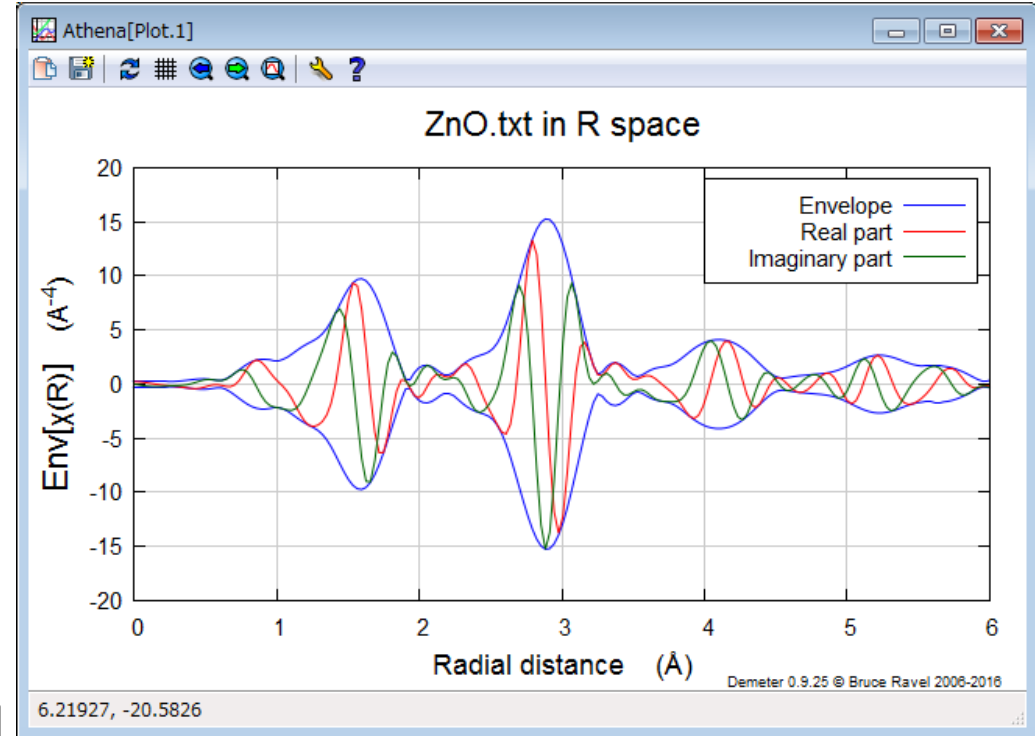 Athena[Plot.1]
ZnO.txt in R space
Envelope
Real part
Imaginary part
20
15
10
5
0
-5
-10
-15
-20
Env[χ(R)] (A⁻⁴)
0 1 2 3 4 5 6
Radial distance (Å)
Demeter 0.9.25 © Bruce Ravel 2006-2016
6.21927, -20.5826